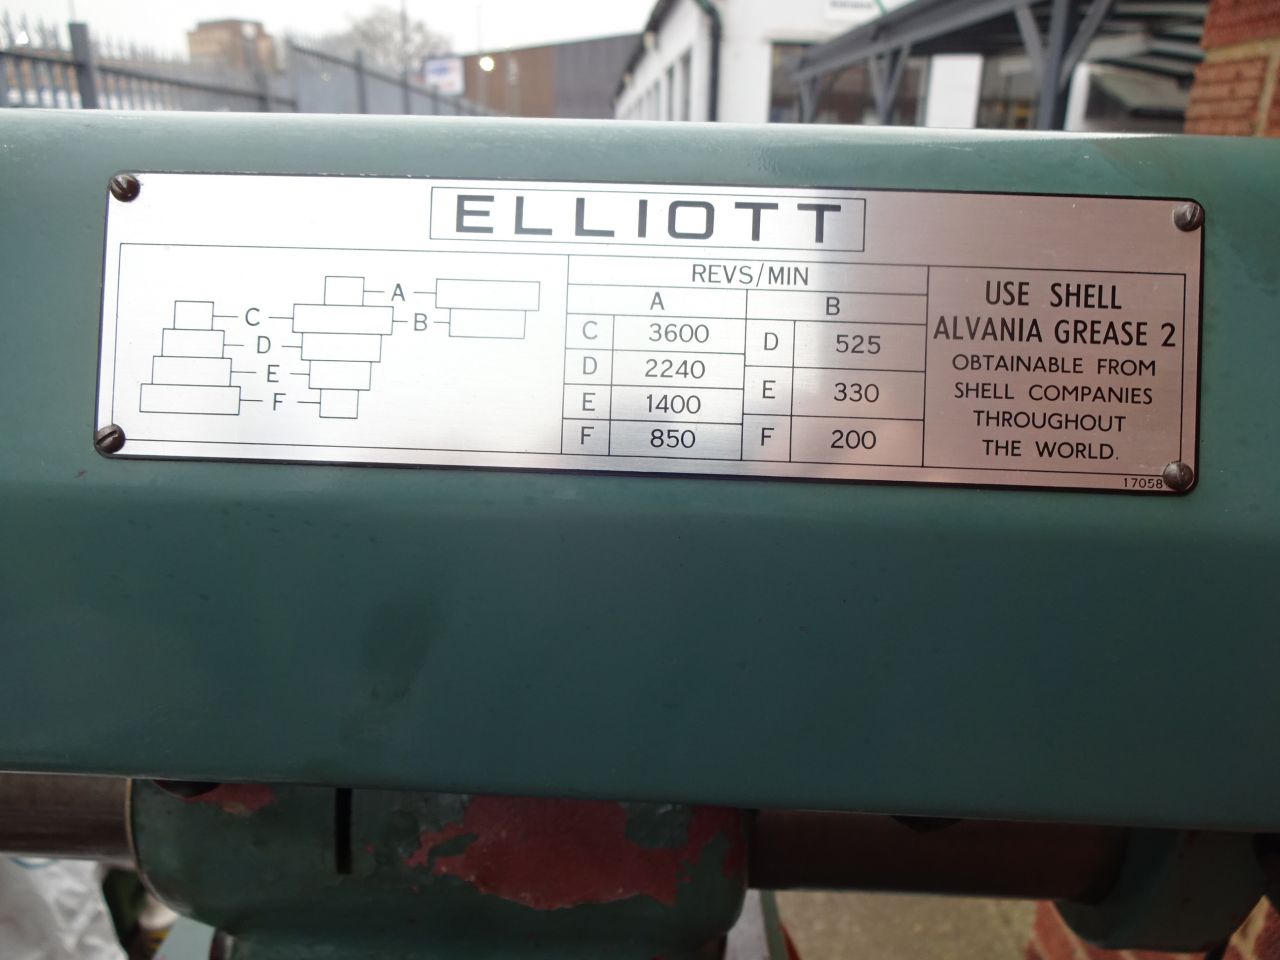 ELLIOTT
A
B
C
D
E
F
REVS/MIN
A B
C 3600 D 525
D 2240 E 330
E 1400 F 200
F 850
USE SHELL
ALVANIA GREASE 2
OBTAINABLE FROM
SHELL COMPANIES
THROUGHOUT
THE WORLD.